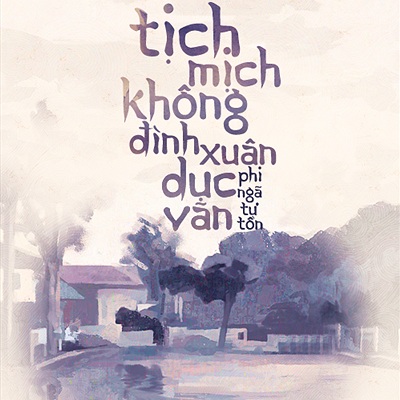 tịch
mịch
không
đình xuân
dục
vãn
phi
ngã
tư
tồn